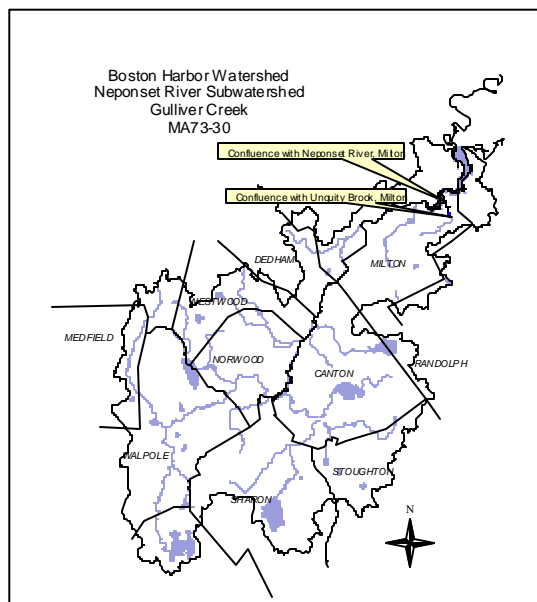 Boston Harbor Watershed
Neponset River Subwatershed
Gulliver Creek
MA73-30
Confluence with Neponset River, Milton
Confluence with Unquity Brook, Milton
DEDHAM
MILTON
WESTWOOD
MEDFIELD
NORWOOD
CANTON
RANDOLPH
WALPOLE
STOUGHTON
SHARON
N